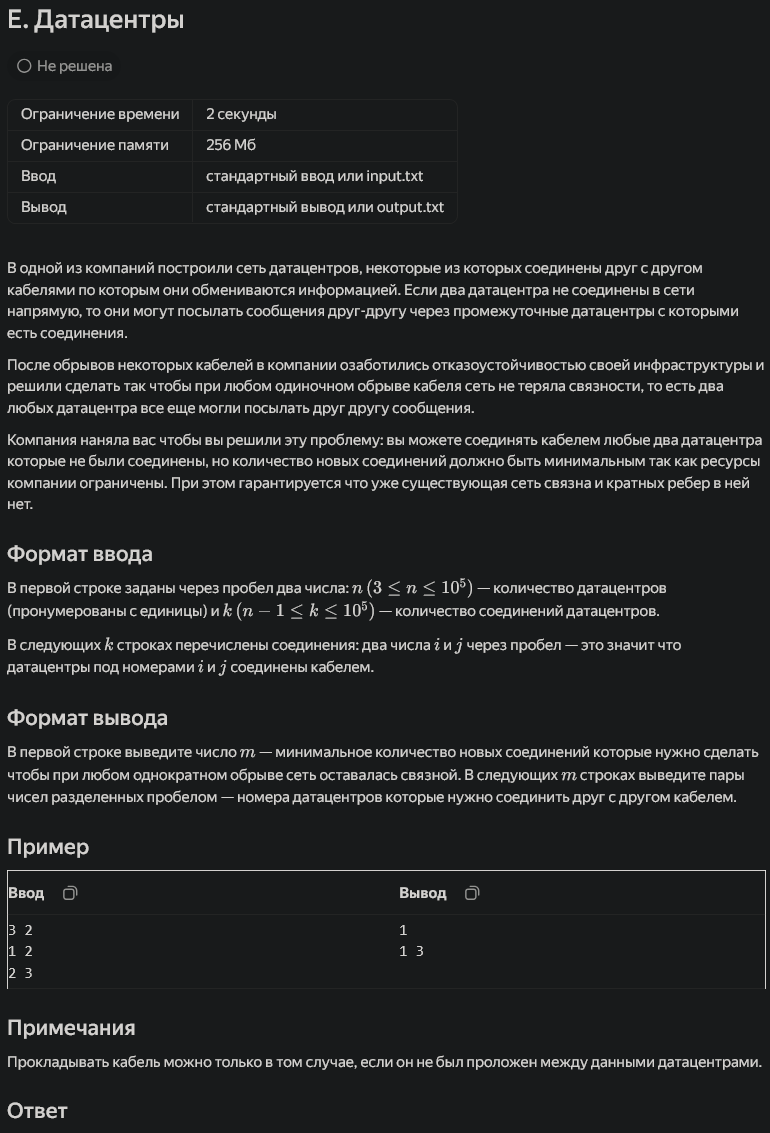 Е. Датацентры
Не решена
Ограничение времени 2 секунды
Ограничение памяти 256 Мб
Ввод стандартный ввод или input.txt
Вывод стандартный вывод или output.txt
В одной из компаний построили сеть датацентров, некоторые из которых соединены друг с другом
кабелями по которым они обмениваются информацией. Если два датацентра не соединены в сети
напрямую, то они могут посылать сообщения друг-другу через промежуточные датацентры с которыми
есть соединения.
После обрывов некоторых кабелей в компании озаботились отказоустойчивостью своей инфраструктуры и
решили сделать так чтобы при любом одиночном обрыве кабеля сеть не теряла связности, то есть два
любых датацентра все еще могли посылать друг другу сообщения.
Компания наняла вас чтобы вы решили эту проблему: вы можете соединять кабелем любые два датацентра
которые не были соединены, но количество новых соединений должно быть минимальным так как ресурсы
компании ограничены. При этом гарантируется что уже существующая сеть связна и кратных ребер в ней
нет.
Формат ввода
В первой строке заданы через пробел два числа: n (3 ≤ n ≤ 10⁵) — количество датацентров
(пронумерованы с единицы) и k (n − 1 ≤ k ≤ 10⁵) — количество соединений датацентров.
В следующих k строках перечислены соединения: два числа i и j через пробел — это значит что
датацентры под номерами i и j соединены кабелем.
Формат вывода
В первой строке выведите число m — минимальное количество новых соединений которые нужно сделать
чтобы при любом однократном обрыве сеть оставалась связной. В следующих m строках выведите пары
чисел разделенных пробелом — номера датацентров которые нужно соединить друг с другом кабелем.
Пример
Ввод Вывод
3 2 1
1 2 1 3
2 3
Примечания
Прокладывать кабель можно только в том случае, если он не был проложен между данными датацентрами.
Ответ